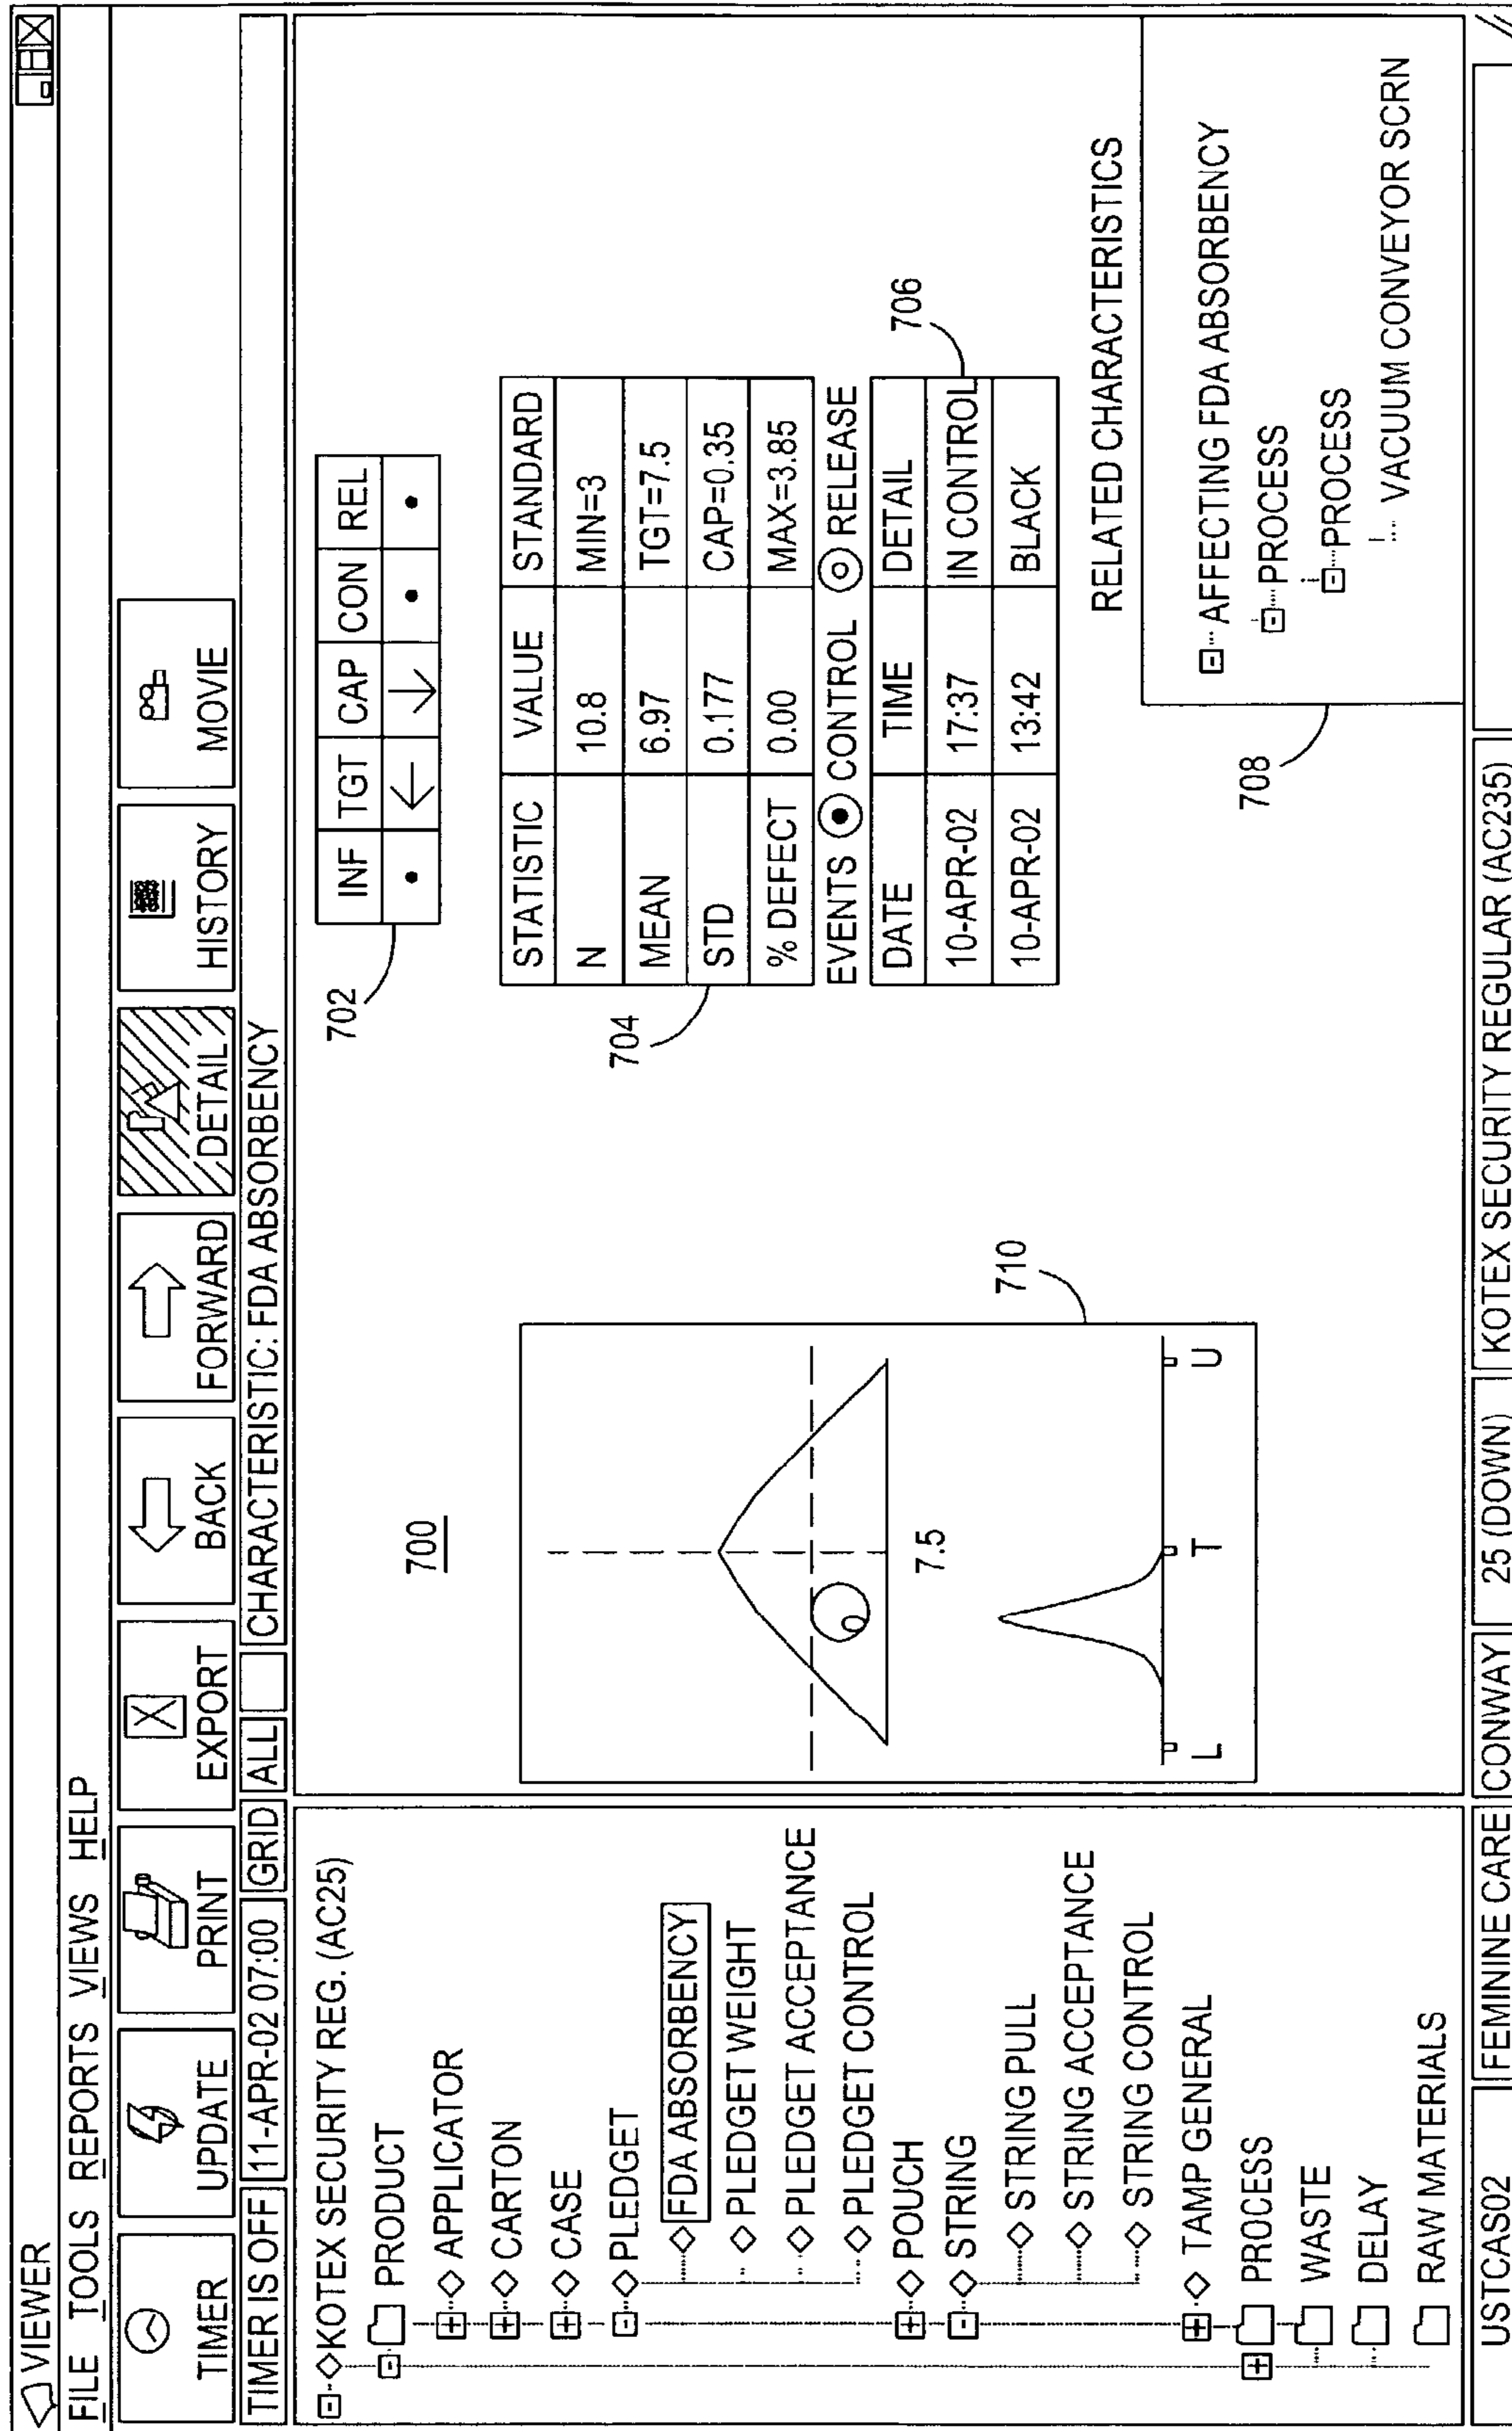 VIEWER
FILE TOOLS REPORTS VIEWS HELP
TIMER UPDATE PRINT EXPORT BACK FORWARD DETAIL HISTORY MOVIE
TIMER IS OFF 11-APR-02 07:00 GRID ALL CHARACTERISTIC: FDA ABSORBENCY
KOTEX SECURITY REG. (AC25)
PRODUCT
APPLICATOR
CARTON
CASE
PLEDGET
FDA ABSORBENCY
PLEDGET WEIGHT
PLEDGET ACCEPTANCE
PLEDGET CONTROL
POUCH
STRING
STRING PULL
STRING ACCEPTANCE
STRING CONTROL
TAMP GENERAL
PROCESS
WASTE
DELAY
RAW MATERIALS
700
7.5
L T U
710
702
INF TGT CAP CON REL
704
STATISTIC VALUE STANDARD
N 10.8 MIN=3
MEAN 6.97 TGT=7.5
STD 0.177 CAP=0.35
% DEFECT 0.00 MAX=3.85
EVENTS CONTROL RELEASE
706
DATE TIME DETAIL
10-APR-02 17:37 IN CONTROL
10-APR-02 13:42 BLACK
RELATED CHARACTERISTICS
708
AFFECTING FDA ABSORBENCY
PROCESS
PROCESS
VACUUM CONVEYOR SCRN
USTCAS02 FEMININE CARE CONWAY 25 (DOWN) KOTEX SECURITY REGULAR (AC235)